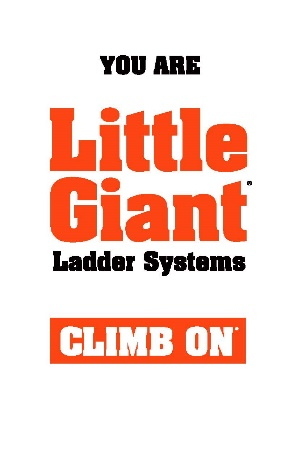 YOU ARE
Little
Giant®
Ladder Systems
CLIMB ON